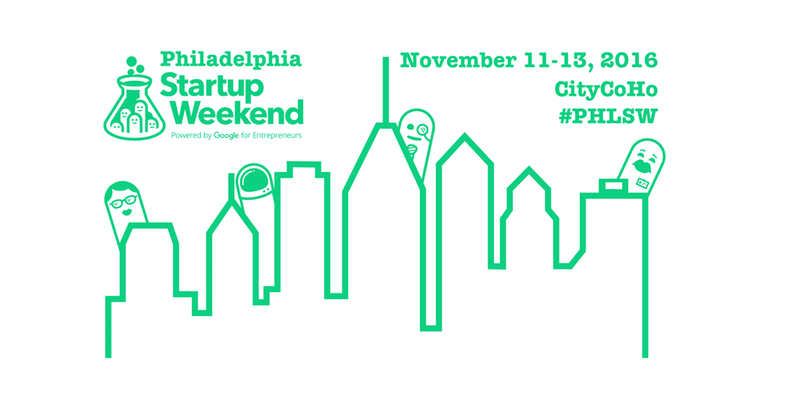 Philadelphia
Startup
Weekend
Powered by Google for Entrepreneurs
November 11-13, 2016
CityCoHo
#PHLSW